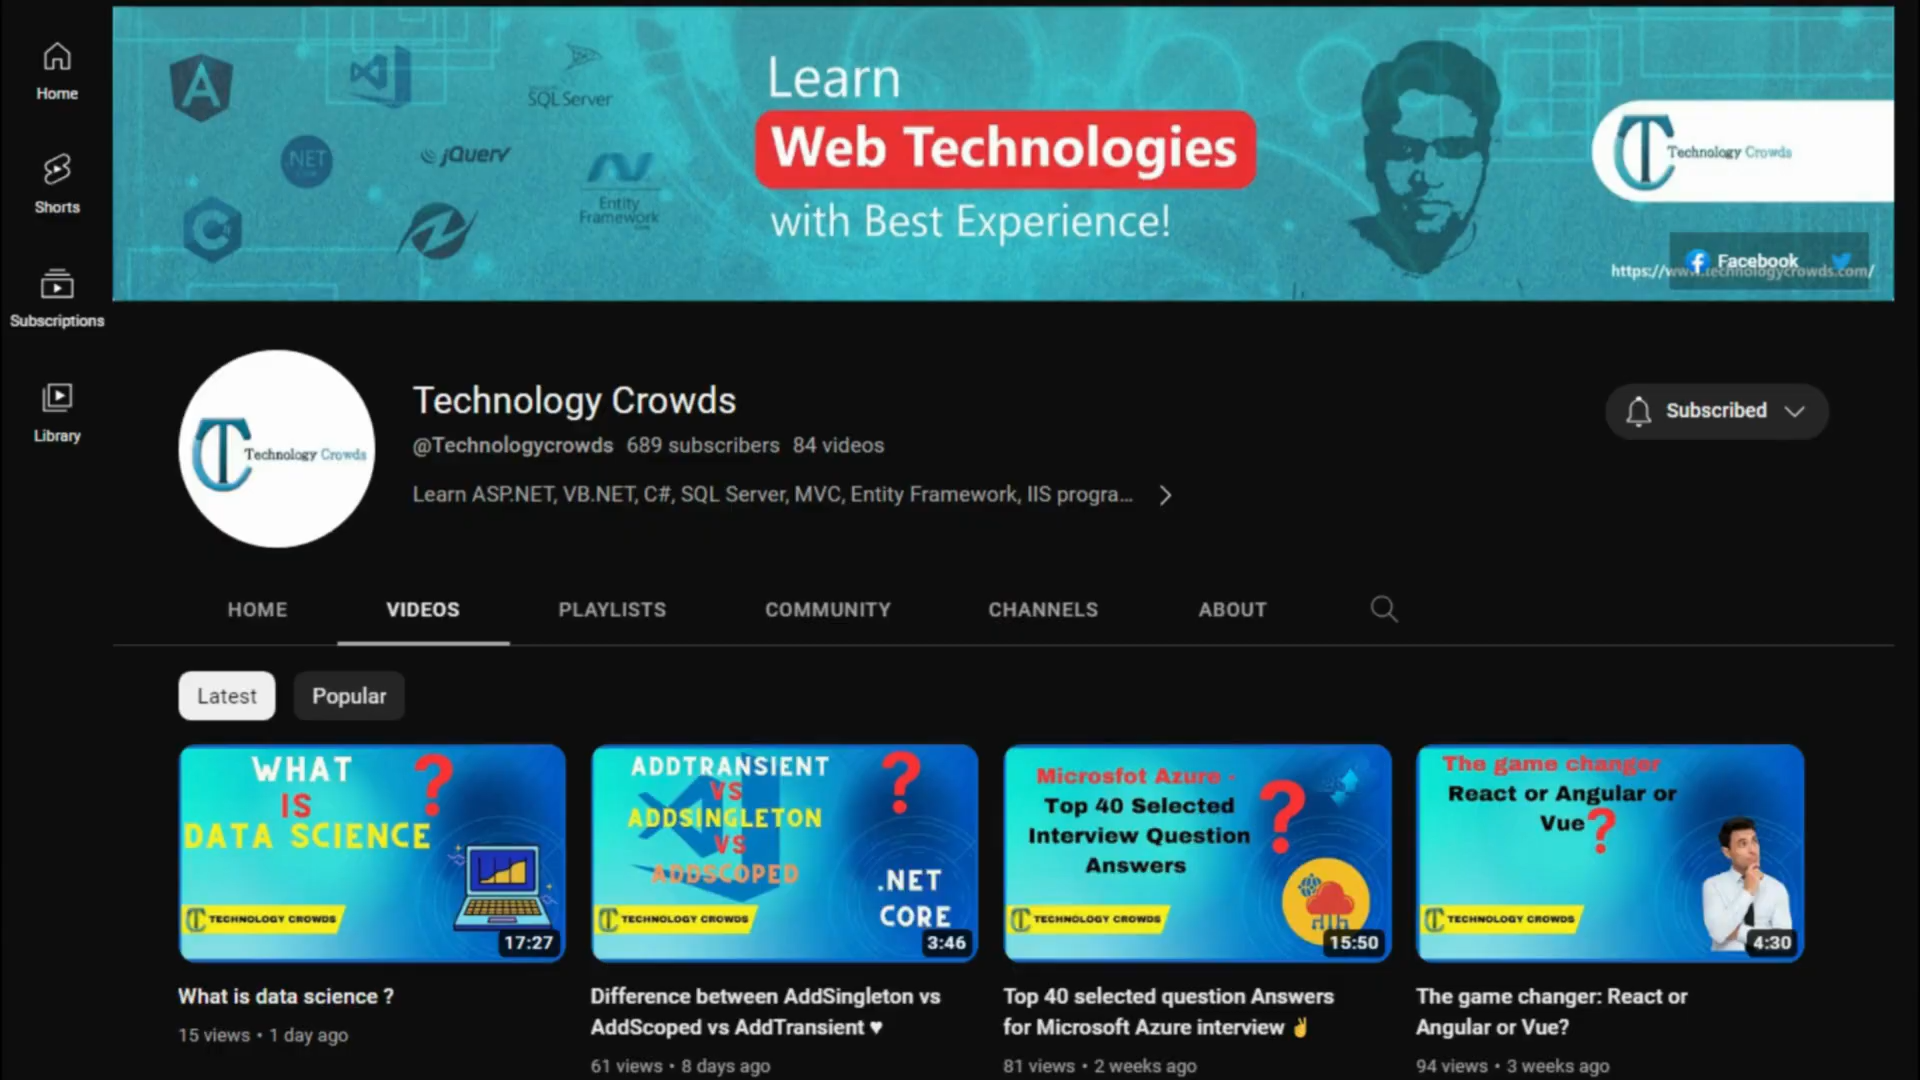 Home
Shorts
Subscriptions
Library
SQL Server
.NET
jQuery
Entity
Framework
Learn
Web Technologies
with Best Experience!
Technology Crowds
Facebook
https://www.technologycrowds.com/
Technology Crowds
Technology Crowds
@Technologycrowds 689 subscribers 84 videos
Learn ASP.NET, VB.NET, C#, SQL Server, MVC, Entity Framework, IIS progra...
Subscribed
HOME VIDEOS PLAYLISTS COMMUNITY CHANNELS ABOUT
Latest Popular
WHAT
IS
DATA SCIENCE
?
TECHNOLOGY CROWDS
17:27
What is data science ?
15 views • 1 day ago
ADDTRANSIENT
VS
ADDSINGLETON
VS
ADDSCOPED
?
.NET
CORE
TECHNOLOGY CROWDS
3:46
Difference between AddSingleton vs
AddScoped vs AddTransient ♥
61 views • 8 days ago
Microsfot Azure -
Top 40 Selected
Interview Question
Answers
?
TECHNOLOGY CROWDS
15:50
Top 40 selected question Answers
for Microsoft Azure interview ✌
81 views • 2 weeks ago
The game changer
React or Angular or
Vue?
TECHNOLOGY CROWDS
4:30
The game changer: React or
Angular or Vue?
94 views • 3 weeks ago